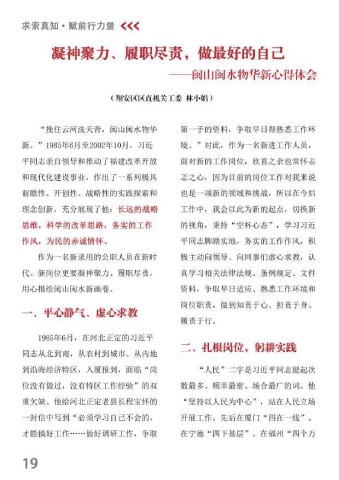 求索真知·赋前行力量 <<<
凝神聚力、履职尽责，做最好的自己
——闽山闽水物华新心得体会
（翔安区区直机关工委 林小娟）
“挽住云河洗天青，闽山闽水物华
新。”1985年6月至2002年10月，习近
平同志亲自领导和推动了福建改革开放
和现代化建设事业，作出了一系列极具
前瞻性、开创性、战略性的实践探索和
理念创新，充分展现了他：长远的战略
思维，科学的改革思路，务实的工作
作风，为民的赤诚情怀。
作为一名新录用的公职人员在新时
代、新岗位更要凝神聚力、履职尽责，
用心描绘闽山闽水新画卷。
一、平心静气、虚心求教
1985年6月，在河北正定的习近平
同志从北到南，从农村到城市、从内地
到沿海经济特区，入厦报到，面临“岗
位没有做过，没有特区工作经验”的双
重欠缺。他给河北正定老县长程宝怀的
一封信中写到“必须学习自己不会的，
才能搞好工作……做好调研工作，争取
第一手的资料，争取早日得熟悉工作环
境。”对此，作为一名新进工作人员，
面对新的工作岗位，欣喜之余也常怀忐
忑之心，因为目前的岗位工作对我来说
也是一项新的领域和挑战，所以在今后
工作中，我会以此为新的起点，切换新
的视角，秉持“空杯心态”，学习习近
平同志脚踏实地，务实的工作作风，积
极主动向领导、向同事们虚心求教，认
真学习相关法律法规、条例规定、文件
资料，争取早日适应、熟悉工作环境和
岗位职责，做到知责于心、担责于身、
履责于行。
二、扎根岗位，躬耕实践
“人民”二字是习近平同志提起次
数最多、频率最密、场合最广的词。他
“坚持以人民为中心”，站在人民立场
开展工作。先后在厦门“四在一线”、
在宁德“四下基层”、在福州“四个万
19